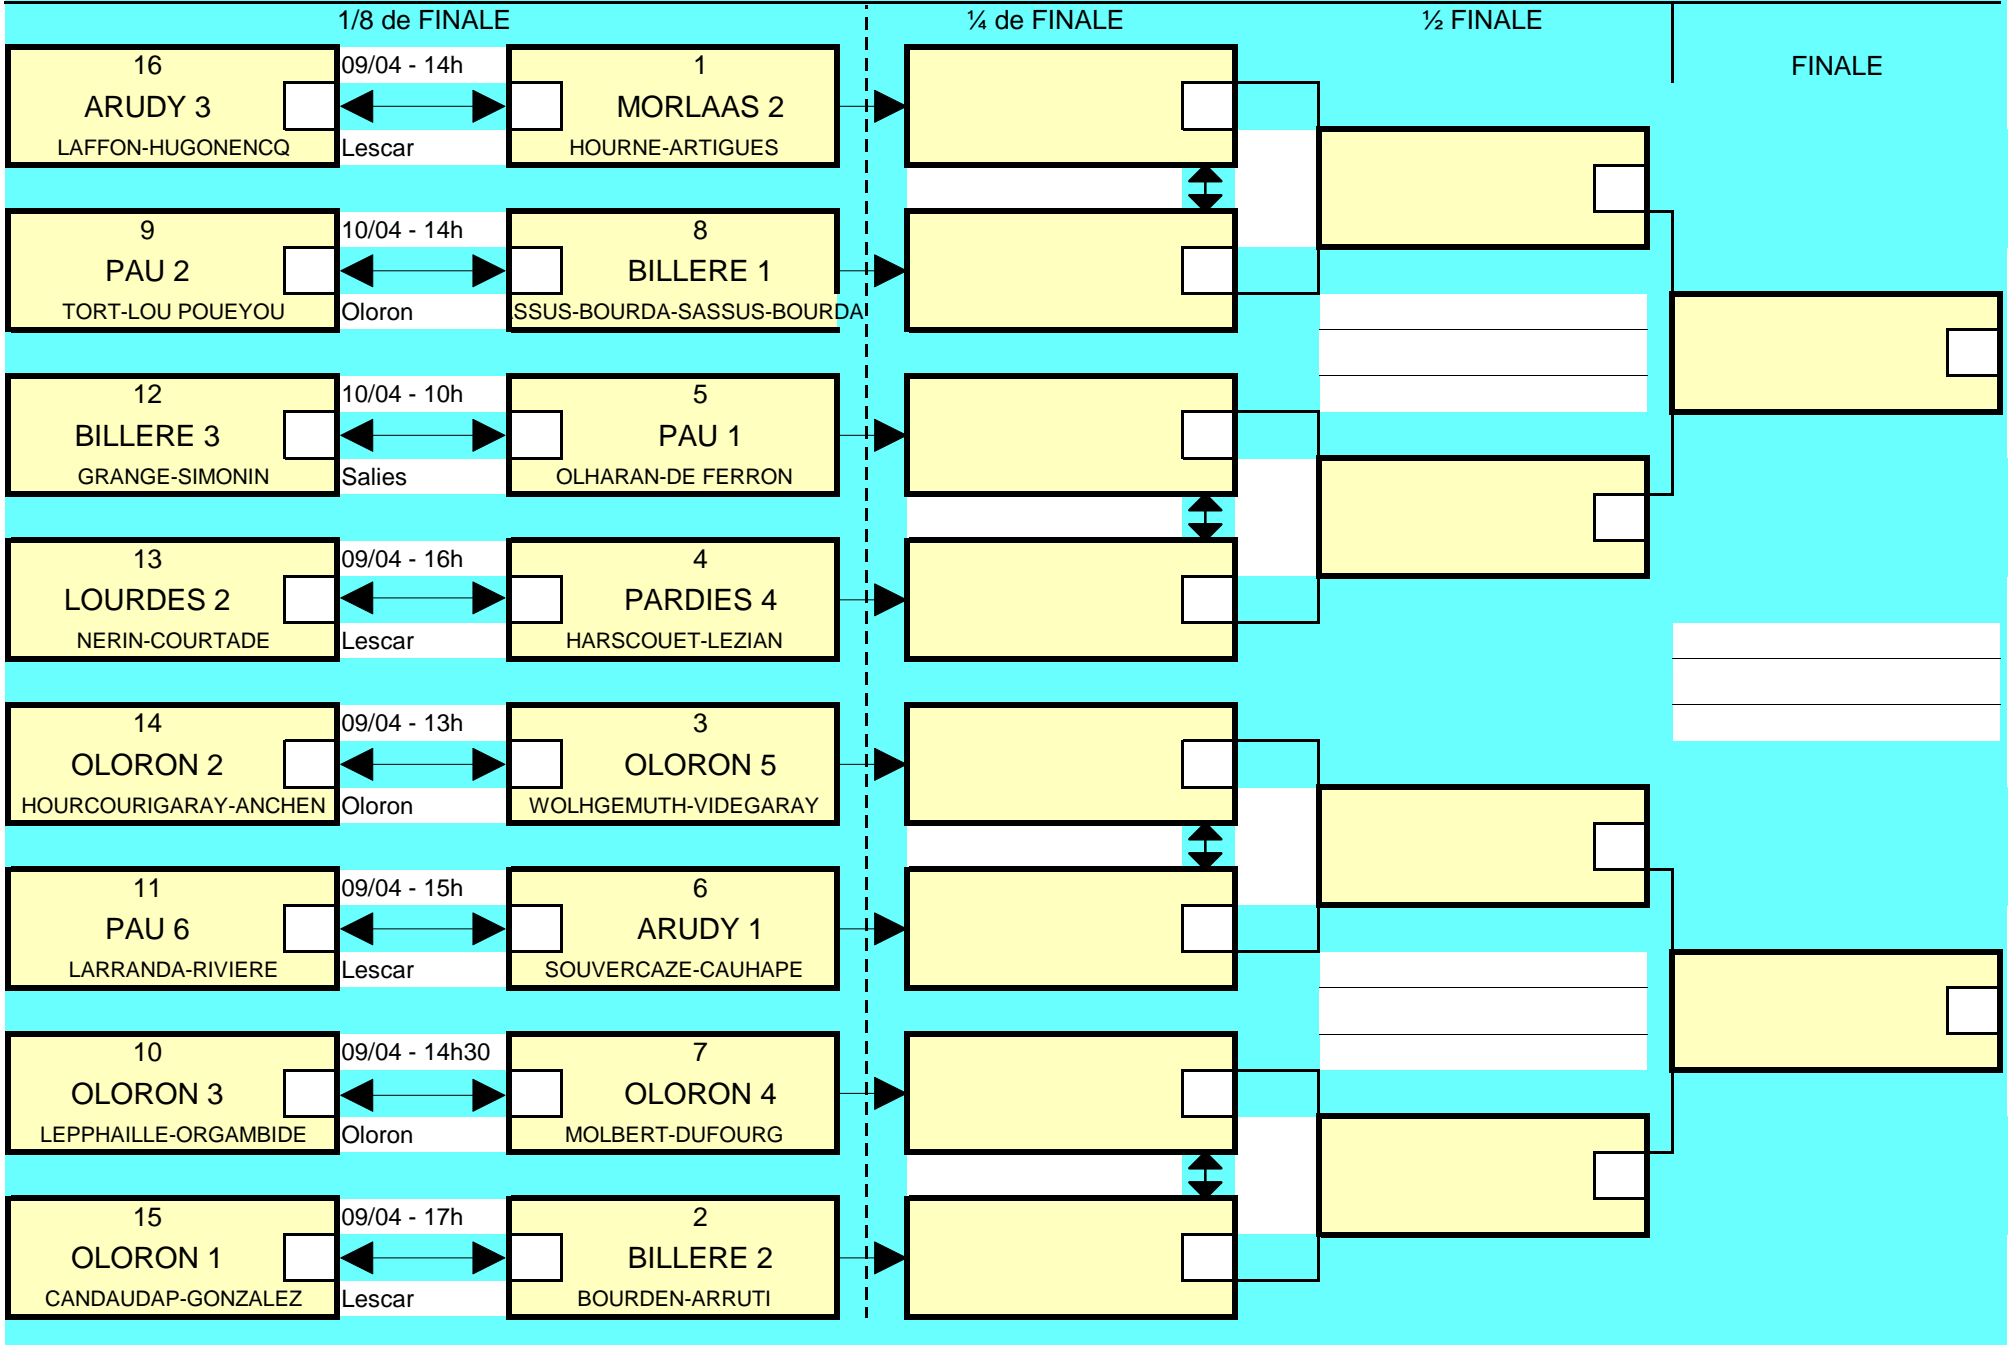 1/8 de FINALE
¼ de FINALE
½ FINALE
FINALE
16
ARUDY 3
LAFFON-HUGONENCQ
09/04 - 14h
Lescar
1
MORLAAS 2
HOURNE-ARTIGUES
9
PAU 2
TORT-LOU POUEYOU
10/04 - 14h
Oloron
8
BILLERE 1
SSUS-BOURDA-SASSUS-BOURDA
12
BILLERE 3
GRANGE-SIMONIN
10/04 - 10h
Salies
5
PAU 1
OLHARAN-DE FERRON
13
LOURDES 2
NERIN-COURTADE
09/04 - 16h
Lescar
4
PARDIES 4
HARSCOUET-LEZIAN
14
OLORON 2
HOURCOURIGARAY-ANCHEN
09/04 - 13h
Oloron
3
OLORON 5
WOLHGEMUTH-VIDEGARAY
11
PAU 6
LARRANDA-RIVIERE
09/04 - 15h
Lescar
6
ARUDY 1
SOUVERCAZE-CAUHAPE
10
OLORON 3
LEPPHAILLE-ORGAMBIDE
09/04 - 14h30
Oloron
7
OLORON 4
MOLBERT-DUFOURG
15
OLORON 1
CANDAUDAP-GONZALEZ
09/04 - 17h
Lescar
2
BILLERE 2
BOURDEN-ARRUTI